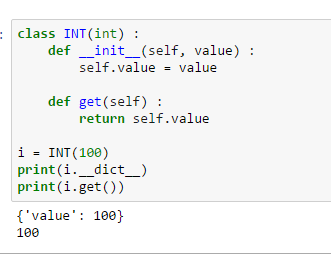 :
class INT(int) :
    def __init__(self, value) :
        self.value = value

    def get(self) :
        return self.value

i = INT(100)
print(i.__dict__)
print(i.get())
{'value': 100}
100